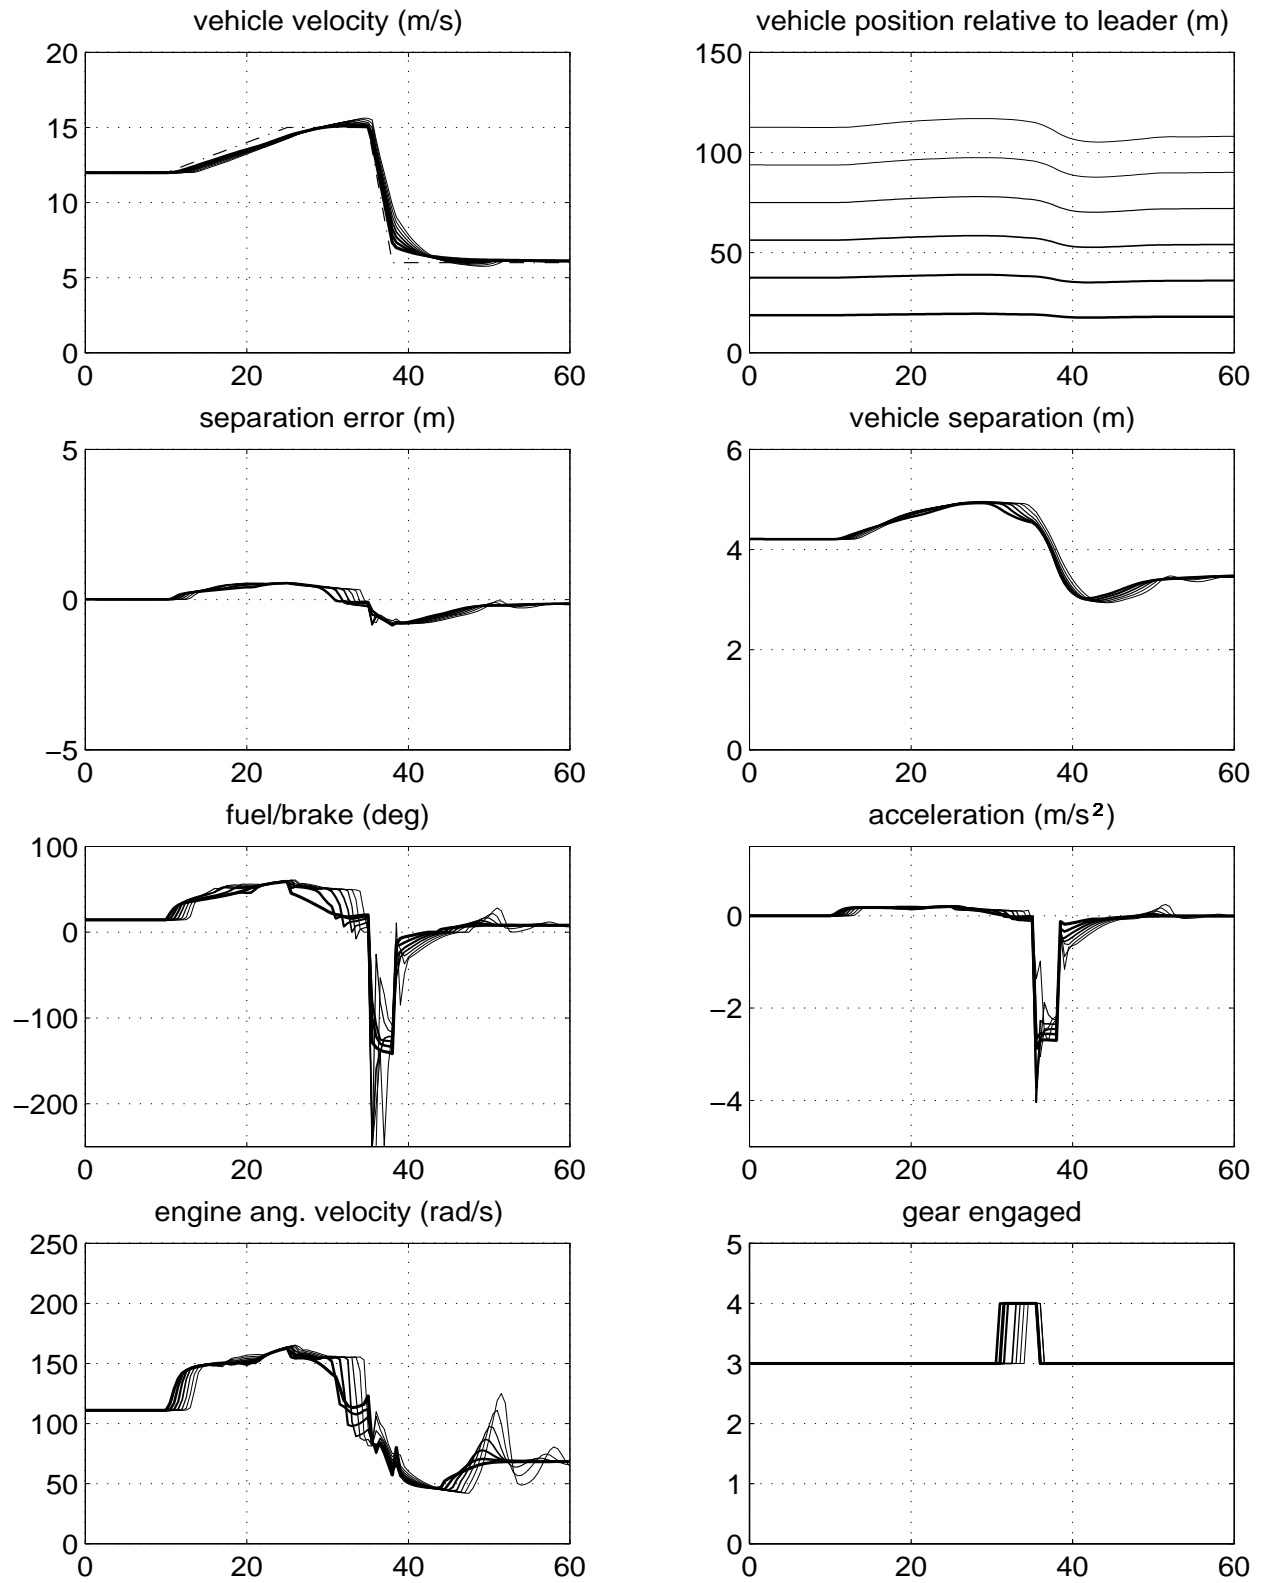 vehicle velocity (m/s)
20
15
10
5
0
0 20 40 60
vehicle position relative to leader (m)
150
100
50
0
0 20 40 60
separation error (m)
5
0
−5
0 20 40 60
vehicle separation (m)
6
4
2
0
0 20 40 60
fuel/brake (deg)
100
0
−100
−200
0 20 40 60
acceleration (m/s²)
0
−2
−4
0 20 40 60
engine ang. velocity (rad/s)
250
200
150
100
50
0
0 20 40 60
gear engaged
5
4
3
2
1
0
0 20 40 60